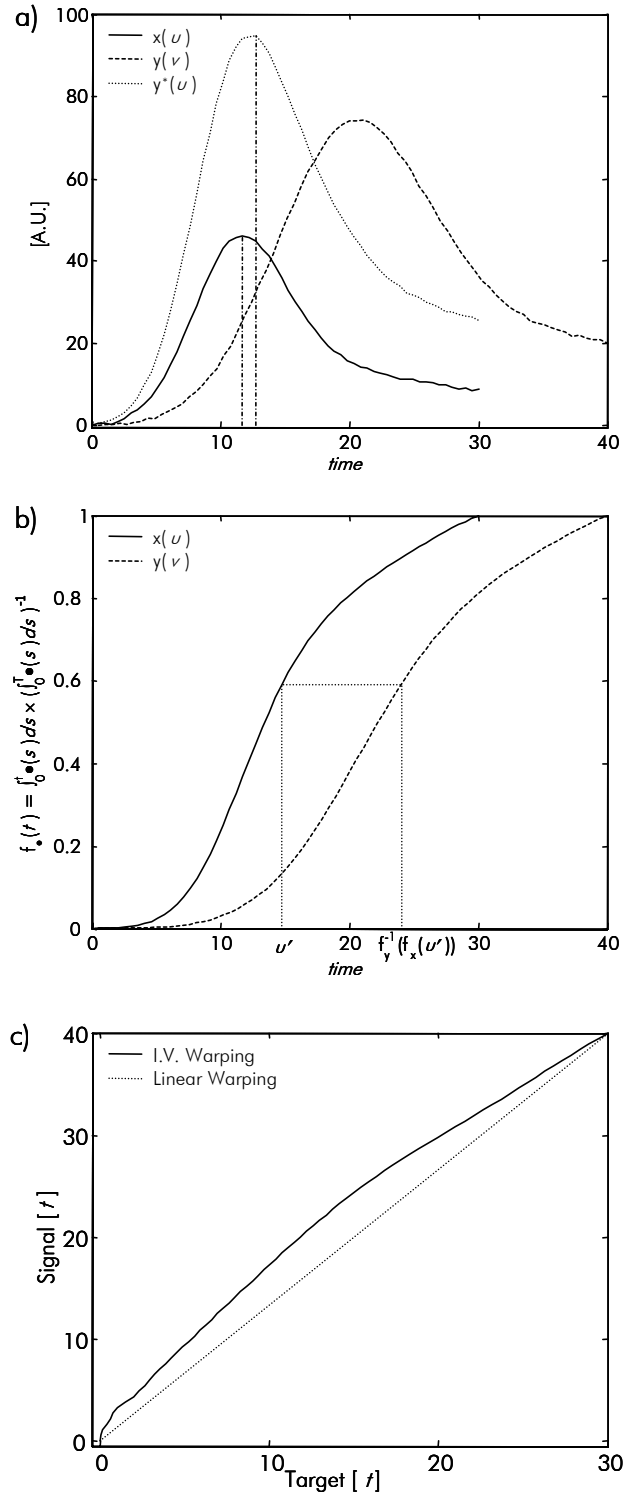 a)
100
80
60
40
20
0
[A.U.]
x(u)
y(v)
y*(u)
0 10 20 30 40
time
b)
1
0.8
0.6
0.4
0.2
0
f•(t) = ∫₀ᵗ•(s)ds × (∫₀ᵀ•(s)ds)⁻¹
x(u)
y(v)
0 10 20 30 40
u′ f_y⁻¹(f_x(u′))
time
c)
40
30
20
10
0
Signal [t]
I.V. Warping
Linear Warping
0 10 20 30
Target [t]